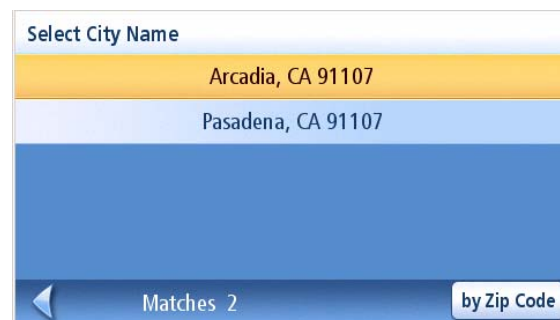 Select City Name
Arcadia, CA 91107
Pasadena, CA 91107
Matches 2 by Zip Code